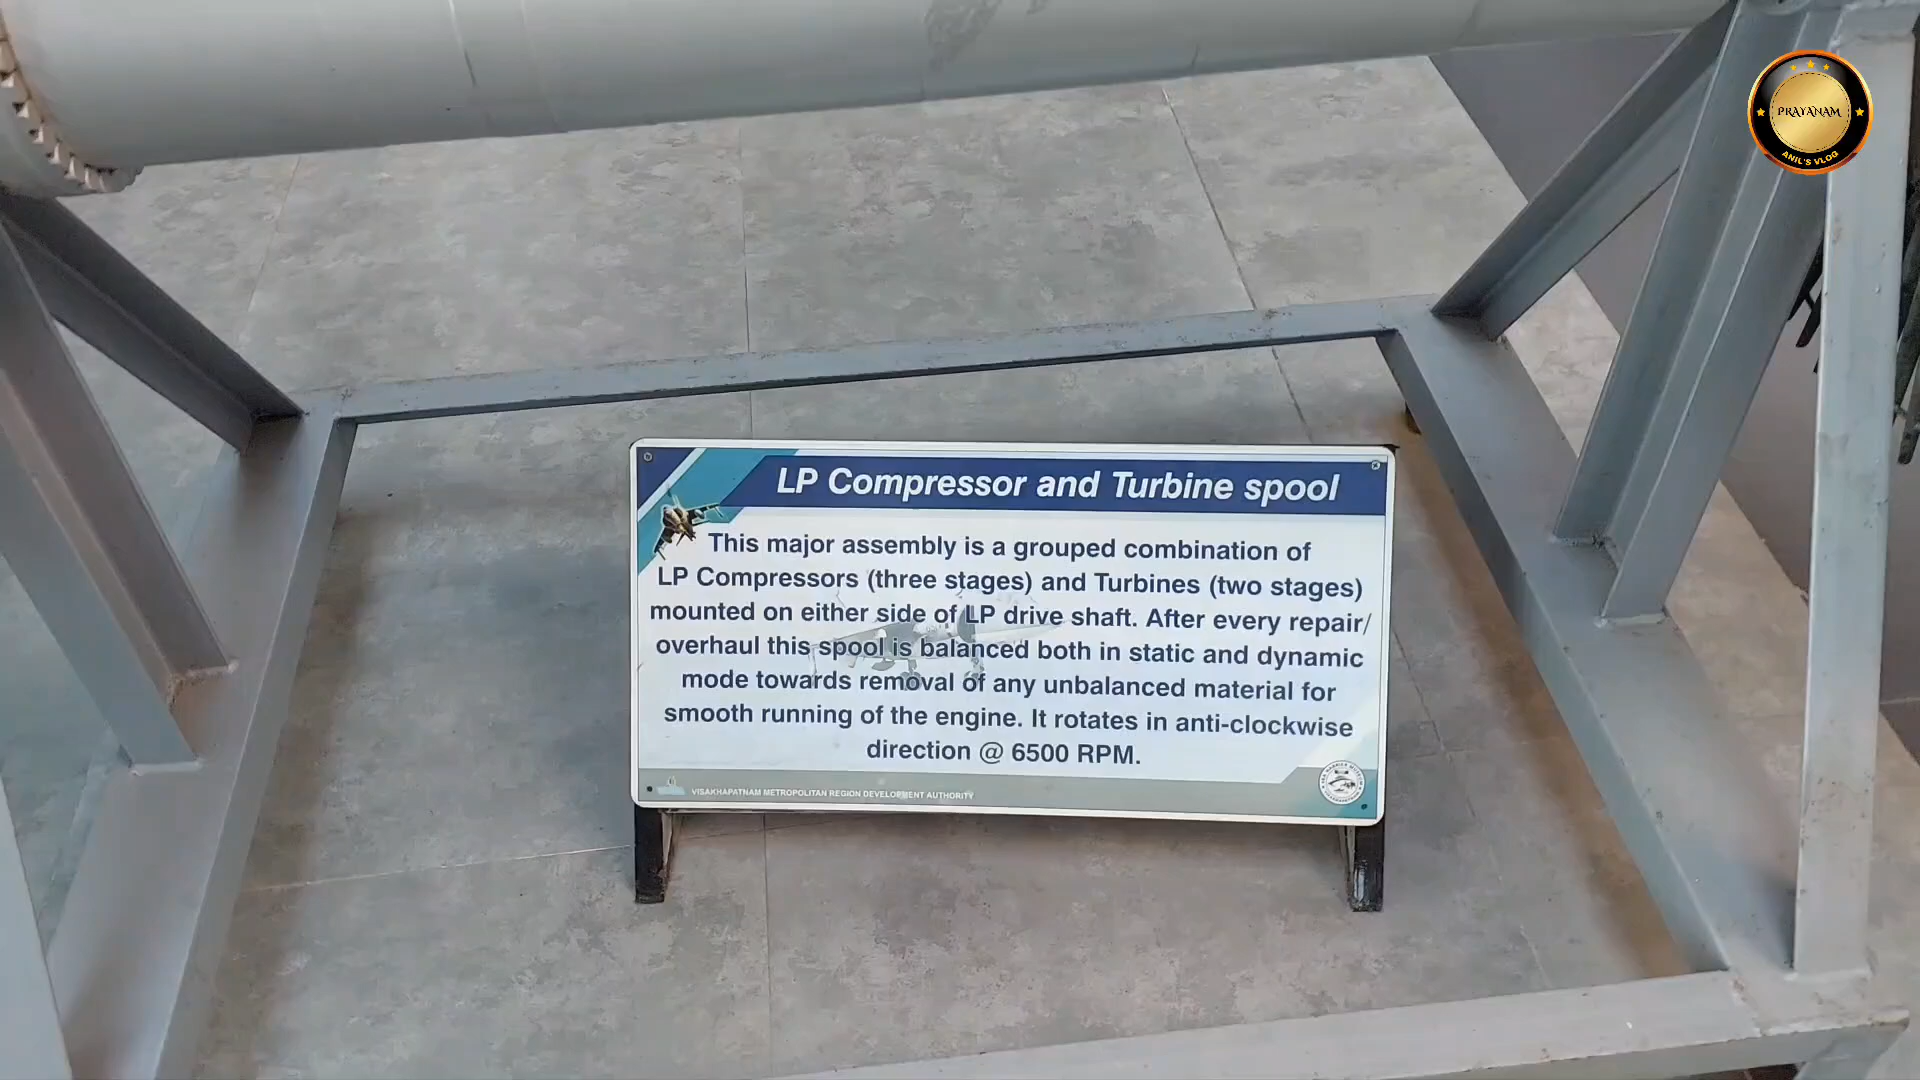 PRAYANAM
ANIL'S VLOG
LP Compressor and Turbine spool
This major assembly is a grouped combination of
LP Compressors (three stages) and Turbines (two stages)
mounted on either side of LP drive shaft. After every repair/
overhaul this spool is balanced both in static and dynamic
mode towards removal of any unbalanced material for
smooth running of the engine. It rotates in anti-clockwise
direction @ 6500 RPM.
VISAKHAPATNAM METROPOLITAN REGION DEVELOPMENT AUTHORITY